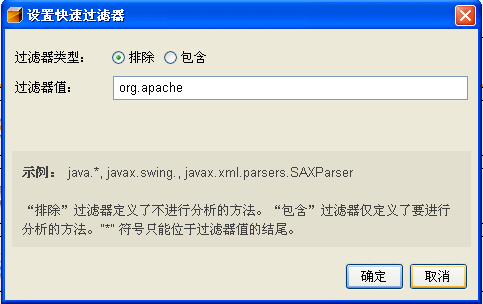 设置快速过滤器
过滤器类型: 排除 包含
过滤器值: org.apache
示例: java.*, javax.swing., javax.xml.parsers.SAXParser
“排除”过滤器定义了不进行分析的方法。“包含”过滤器仅定义了要进行
分析的方法。"*" 符号只能位于过滤器值的结尾。
确定 取消